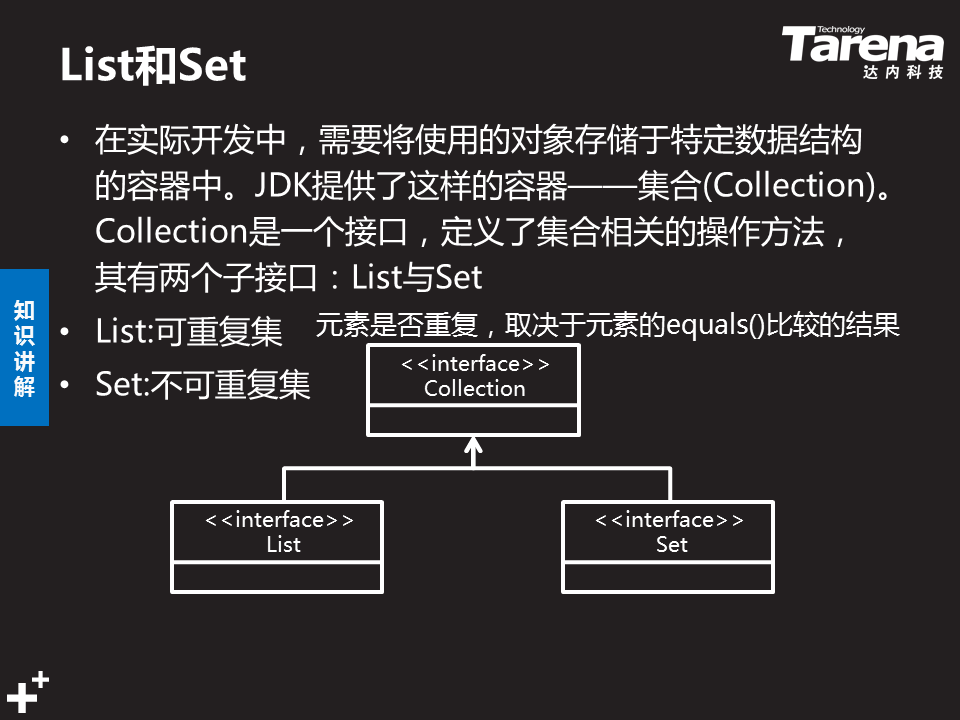 List和Set
Technology
Tarena
达内科技
• 在实际开发中，需要将使用的对象存储于特定数据结构
的容器中。JDK提供了这样的容器——集合(Collection)。
Collection是一个接口，定义了集合相关的操作方法，
其有两个子接口：List与Set
• List:可重复集
元素是否重复，取决于元素的equals()比较的结果
• Set:不可重复集
知识讲解
<<interface>>
Collection
<<interface>>
List
<<interface>>
Set